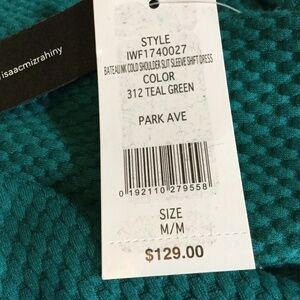 isaacmizrahiny
STYLE
IWF1740027
BATEAU NK COLD SHOULDER SLIT SLEEVE SHIFT DRESS
COLOR
312 TEAL GREEN
PARK AVE
0 192110 279558
SIZE
M/M
$129.00